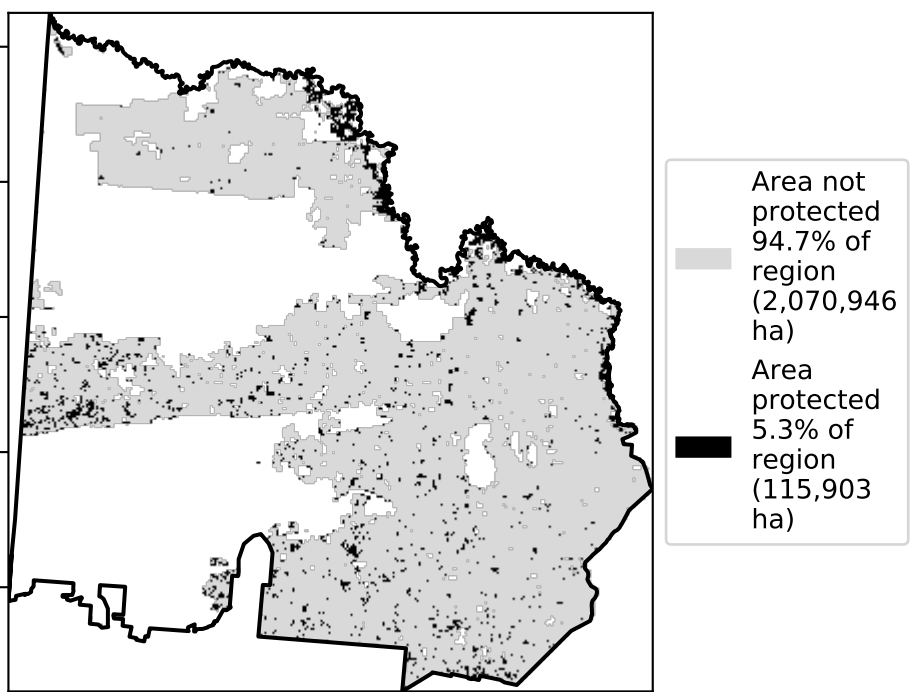 Area not
protected
94.7% of
region
(2,070,946
ha)
Area
protected
5.3% of
region
(115,903
ha)